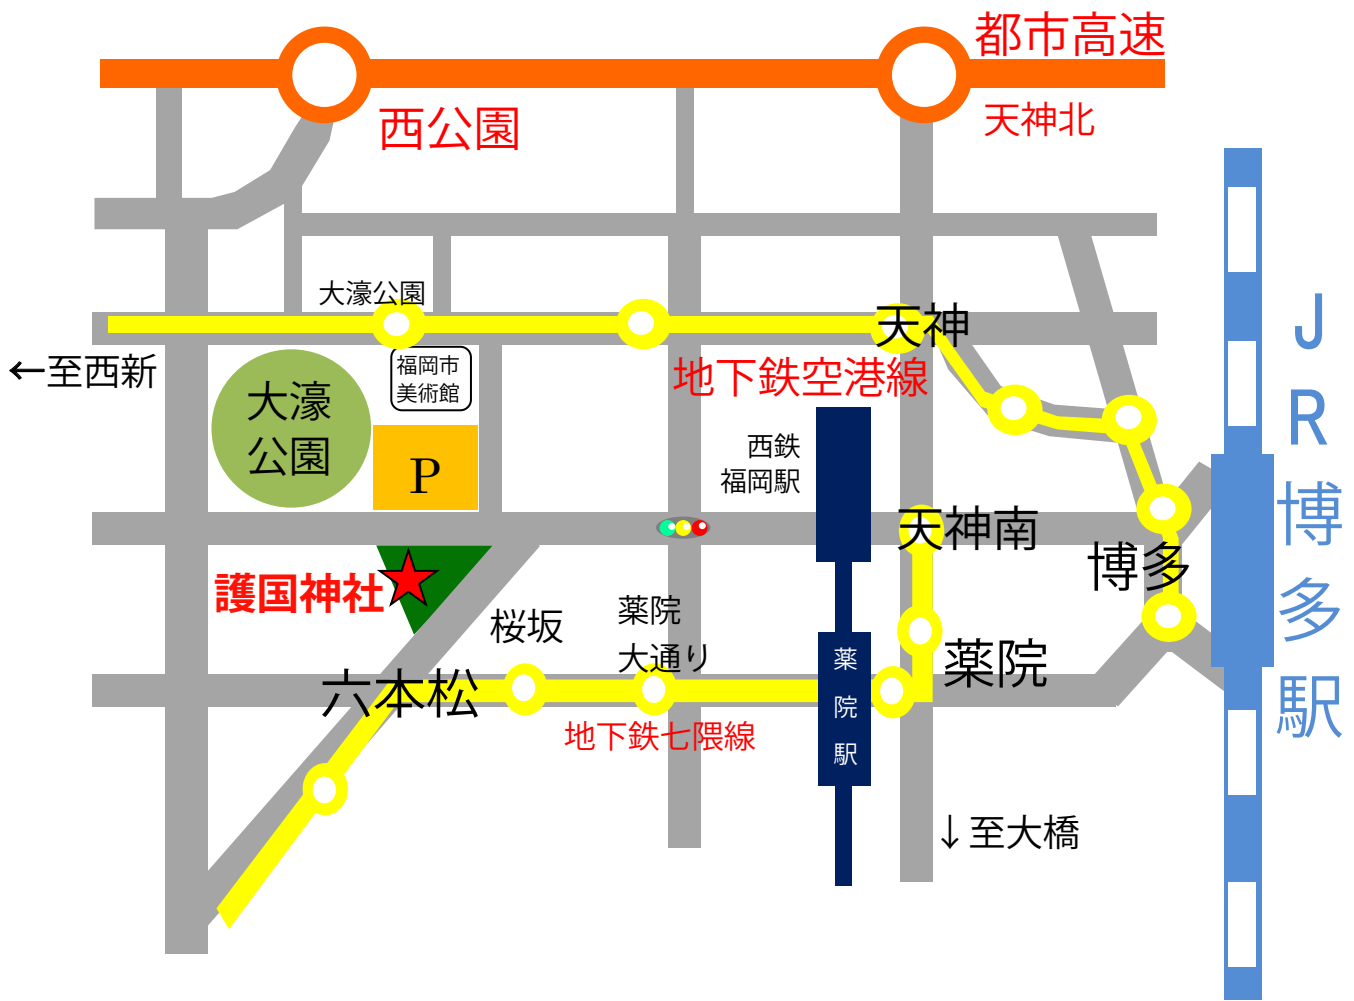 都市高速
西公園
天神北
大濠公園
天神
←至西新
福岡市
美術館
地下鉄空港線
大濠
公園
P
西鉄
福岡駅
天神南
博多
護国神社
桜坂
薬院
大通り
薬院
薬
院
駅
六本松
地下鉄七隈線
↓至大橋
J
R
博
多
駅